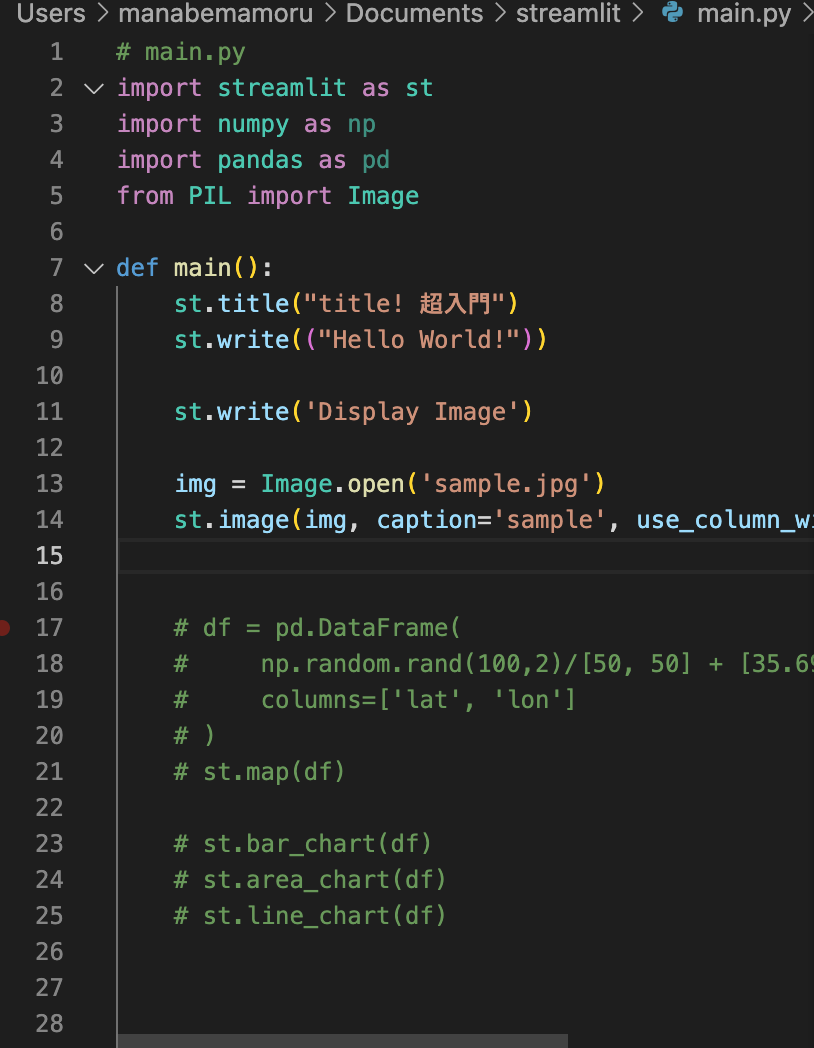 Users > manabemamoru > Documents > streamlit > main.py >
1 # main.py
2 import streamlit as st
3 import numpy as np
4 import pandas as pd
5 from PIL import Image
6
7 def main():
8     st.title("title! 超入門")
9     st.write(("Hello World!"))
10
11     st.write('Display Image')
12
13     img = Image.open('sample.jpg')
14     st.image(img, caption='sample', use_column_wi
15
16
17     # df = pd.DataFrame(
18     #     np.random.rand(100,2)/[50, 50] + [35.69
19     #     columns=['lat', 'lon']
20     # )
21     # st.map(df)
22
23     # st.bar_chart(df)
24     # st.area_chart(df)
25     # st.line_chart(df)
26
27
28